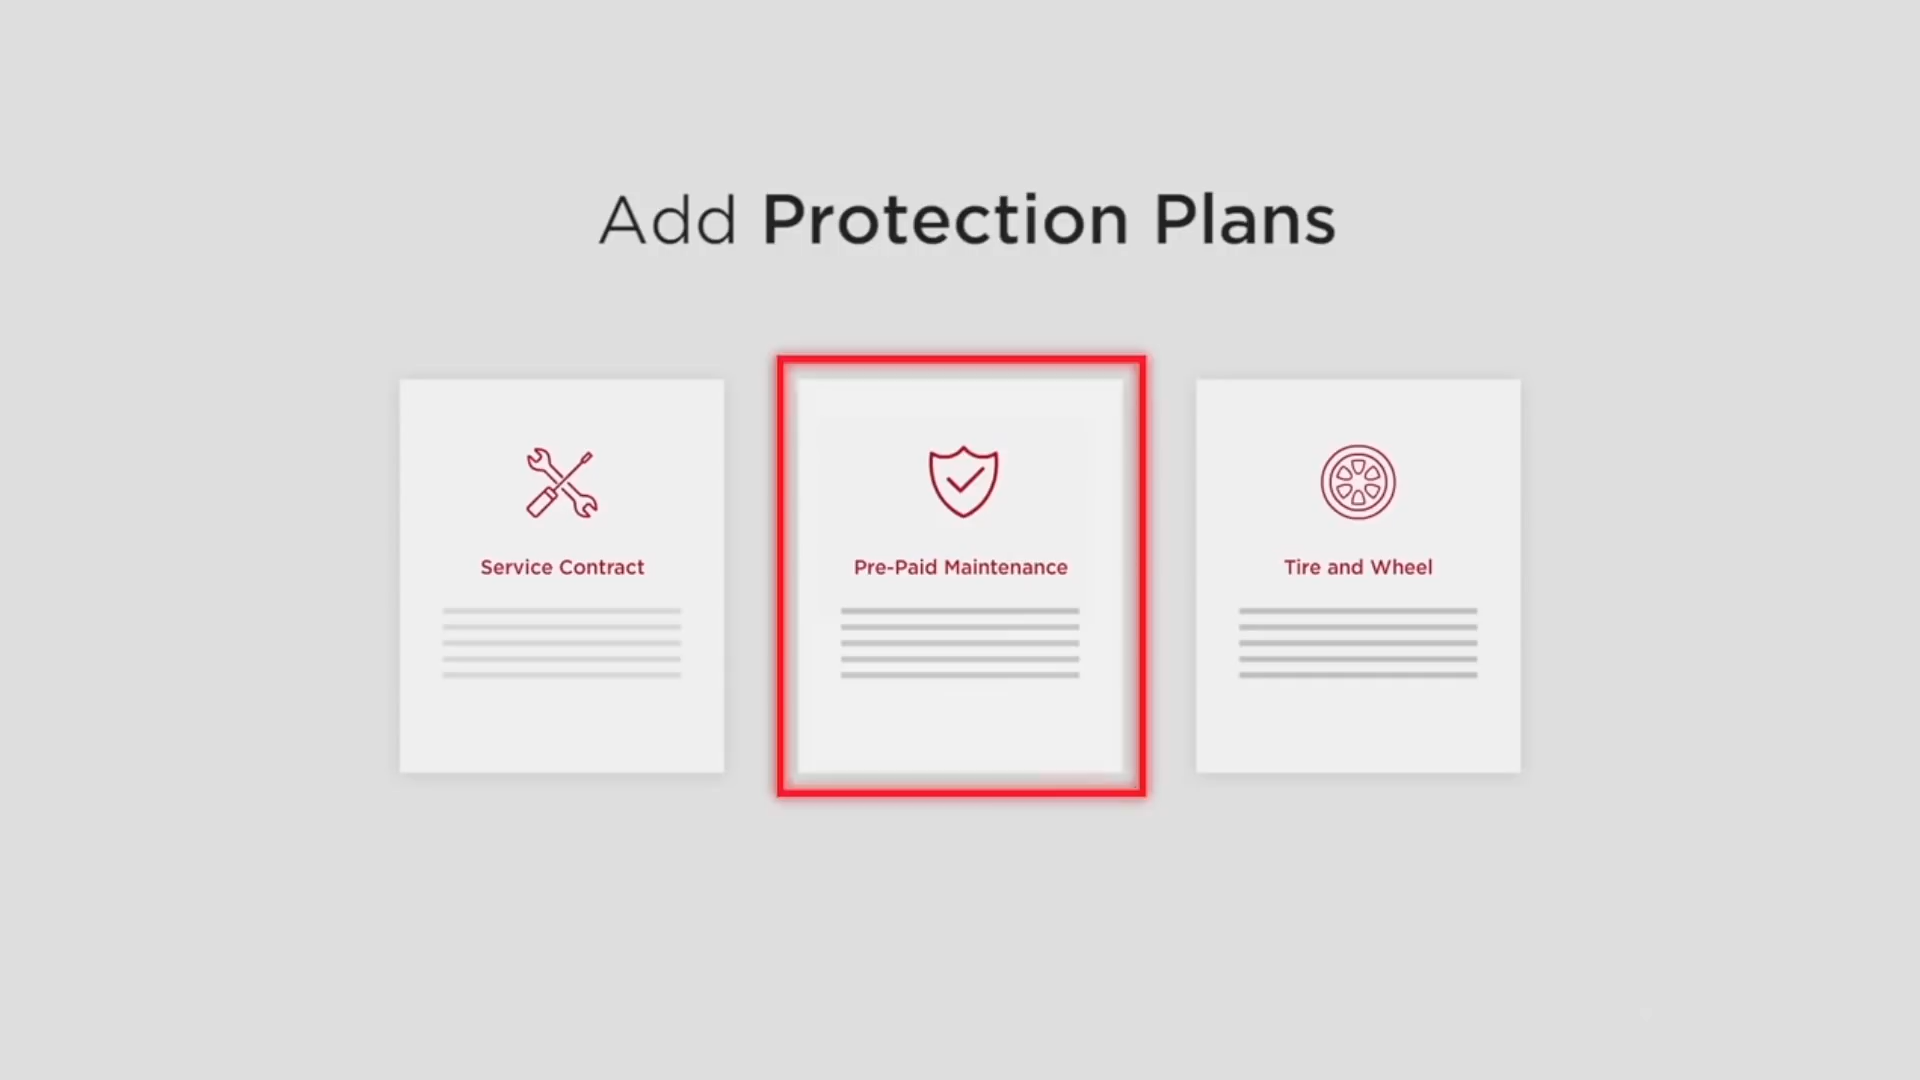 Add Protection Plans
Service Contract
Pre-Paid Maintenance
Tire and Wheel